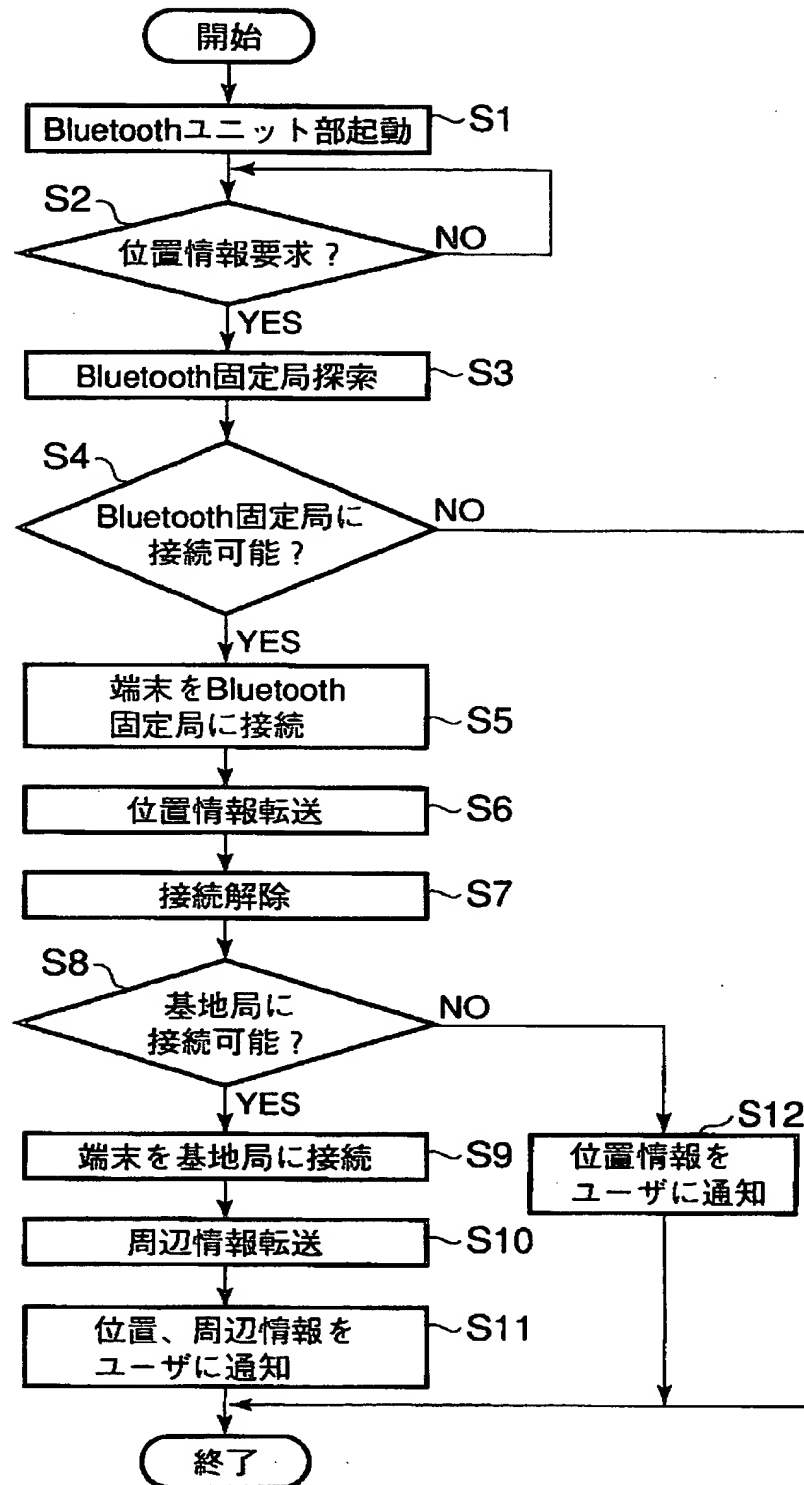 開始
Bluetoothユニット部起動
S1
S2
位置情報要求？
NO
YES
Bluetooth固定局探索
S3
S4
Bluetooth固定局に
接続可能？
NO
YES
端末をBluetooth
固定局に接続
S5
位置情報転送
S6
接続解除
S7
S8
基地局に
接続可能？
NO
YES
S12
端末を基地局に接続
S9
位置情報を
ユーザに通知
周辺情報転送
S10
位置、周辺情報を
ユーザに通知
S11
終了